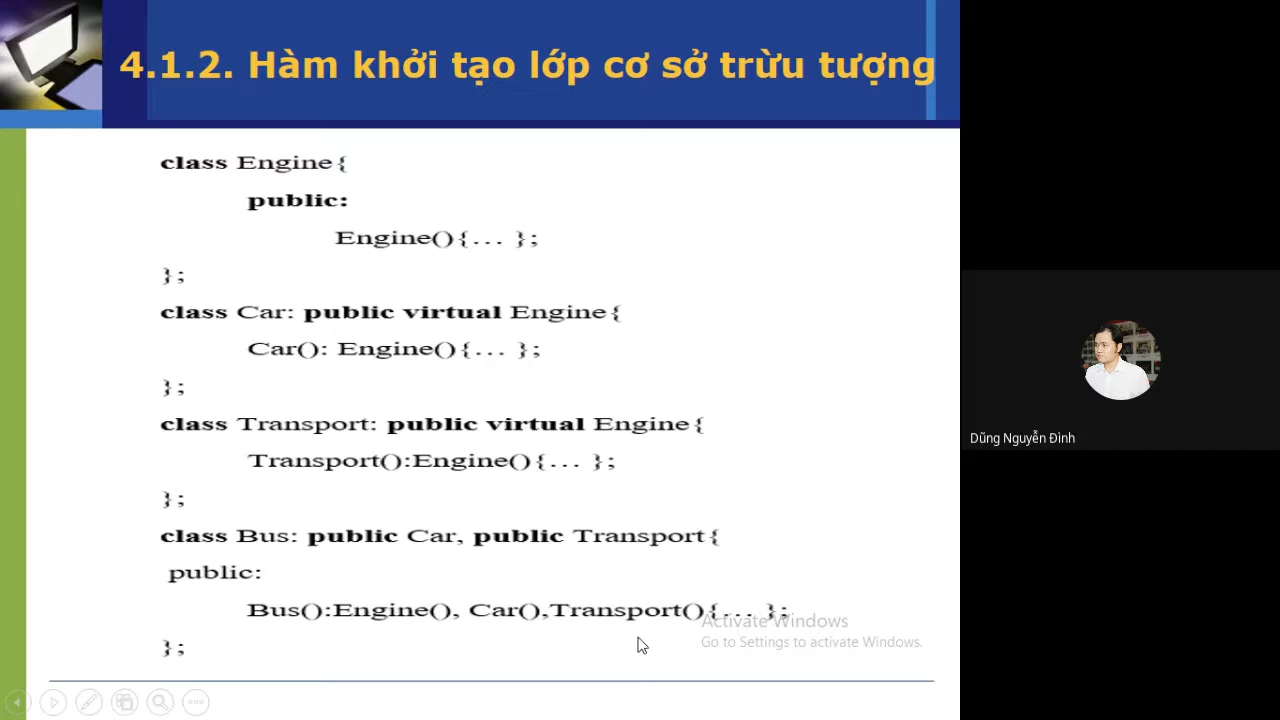 4.1.2. Hàm khởi tạo lớp cơ sở trừu tượng
class Engine{
public:
Engine(){... };
};
class Car: public virtual Engine{
Car(): Engine(){... };
};
class Transport: public virtual Engine{
Transport():Engine(){... };
};
class Bus: public Car, public Transport{
public:
Bus():Engine(), Car(),Transport(){... };
};
Activate Windows
Go to Settings to activate Windows.
Dũng Nguyễn Đình